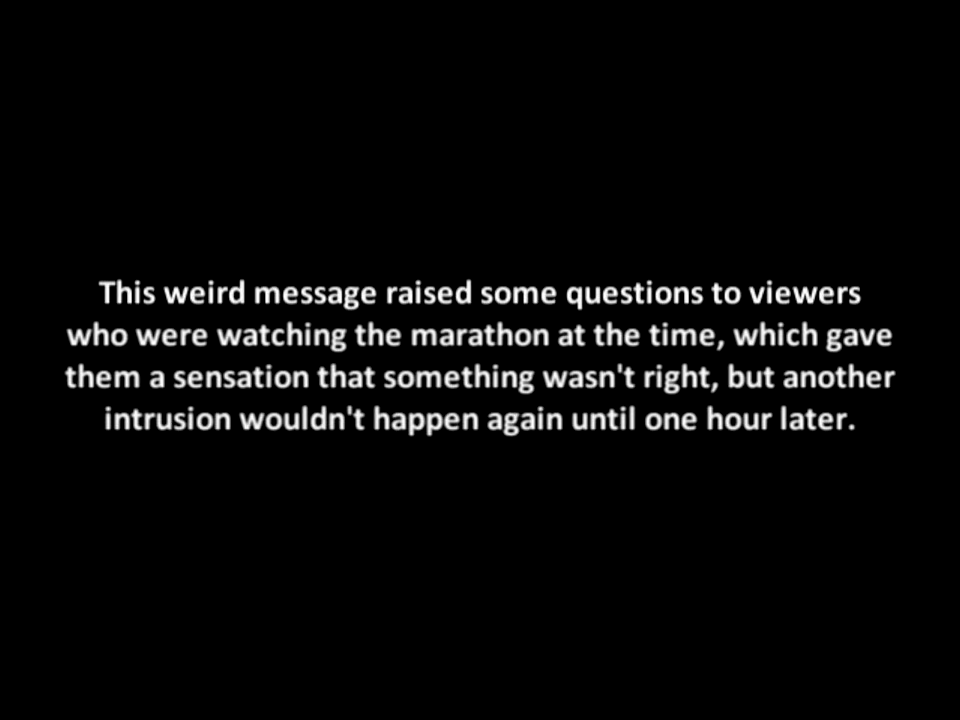 This weird message raised some questions to viewers
who were watching the marathon at the time, which gave
them a sensation that something wasn't right, but another
intrusion wouldn't happen again until one hour later.